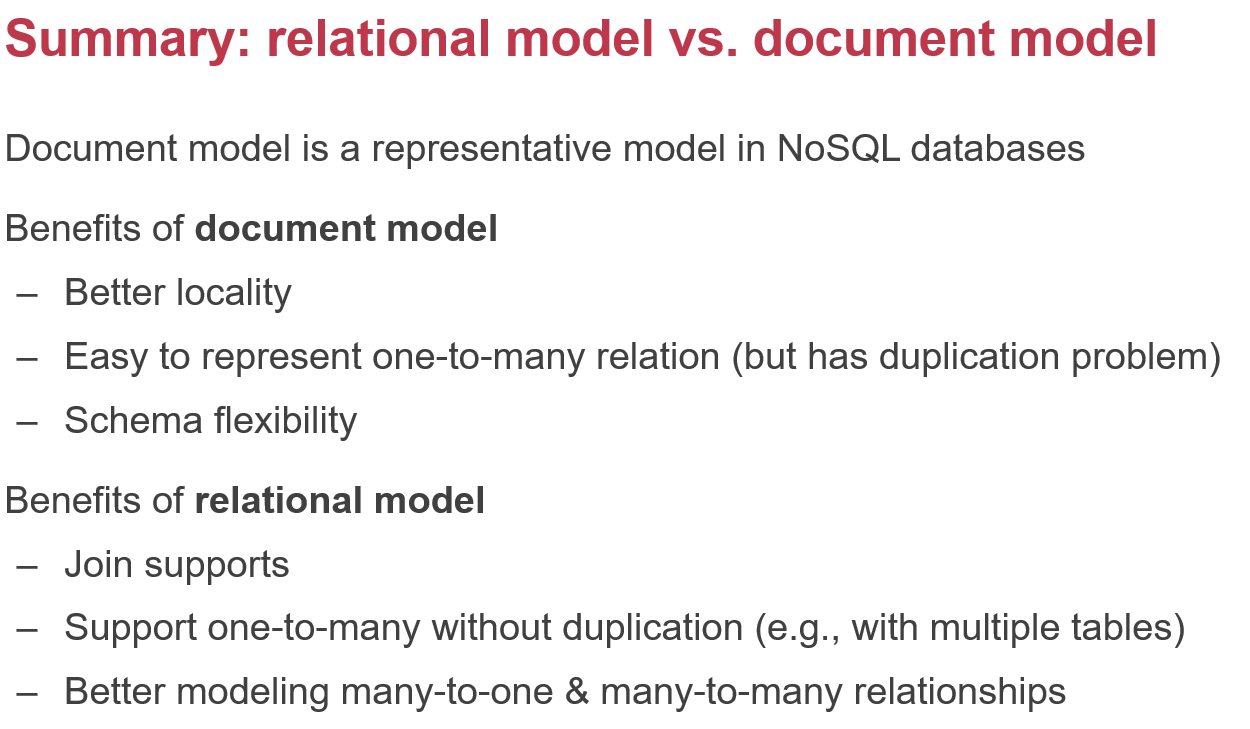 Summary: relational model vs. document model
Document model is a representative model in NoSQL databases
Benefits of document model
– Better locality
– Easy to represent one-to-many relation (but has duplication problem)
– Schema flexibility
Benefits of relational model
– Join supports
– Support one-to-many without duplication (e.g., with multiple tables)
– Better modeling many-to-one & many-to-many relationships